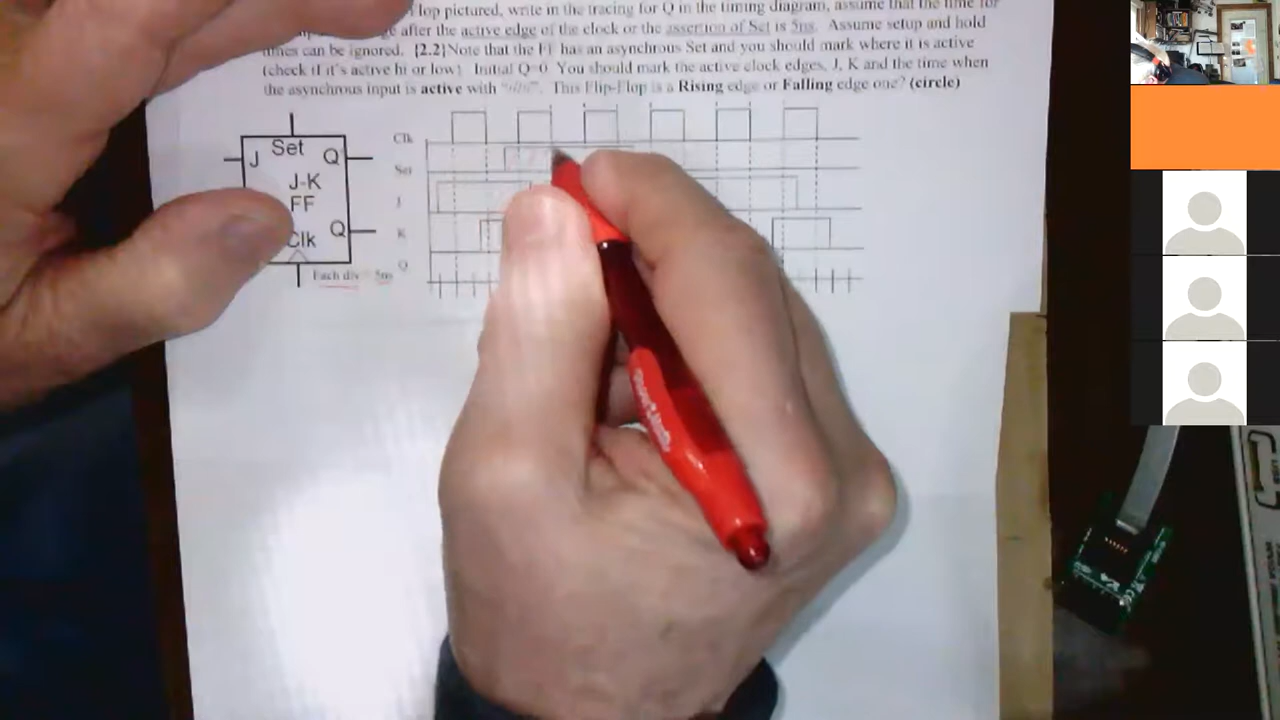 lop pictured, write in the tracing for Q in the timing diagram, assume that the time for
after the active edge of the clock or the assertion of Set is 5ns. Assume setup and hold
times can be ignored. {2.2}Note that the FF has an asynchrous Set and you should mark where it is active
(check if it's active hi or low). Initial Q=0. You should mark the active clock edges, J, K and the time when
the asynchronous input is active with This Flip-Flop is a Rising edge or Falling edge one? (circle)
Clk
Set
J
K
Q
J Set Q
J-K
FF
Q
Clk
Each div = 5ns